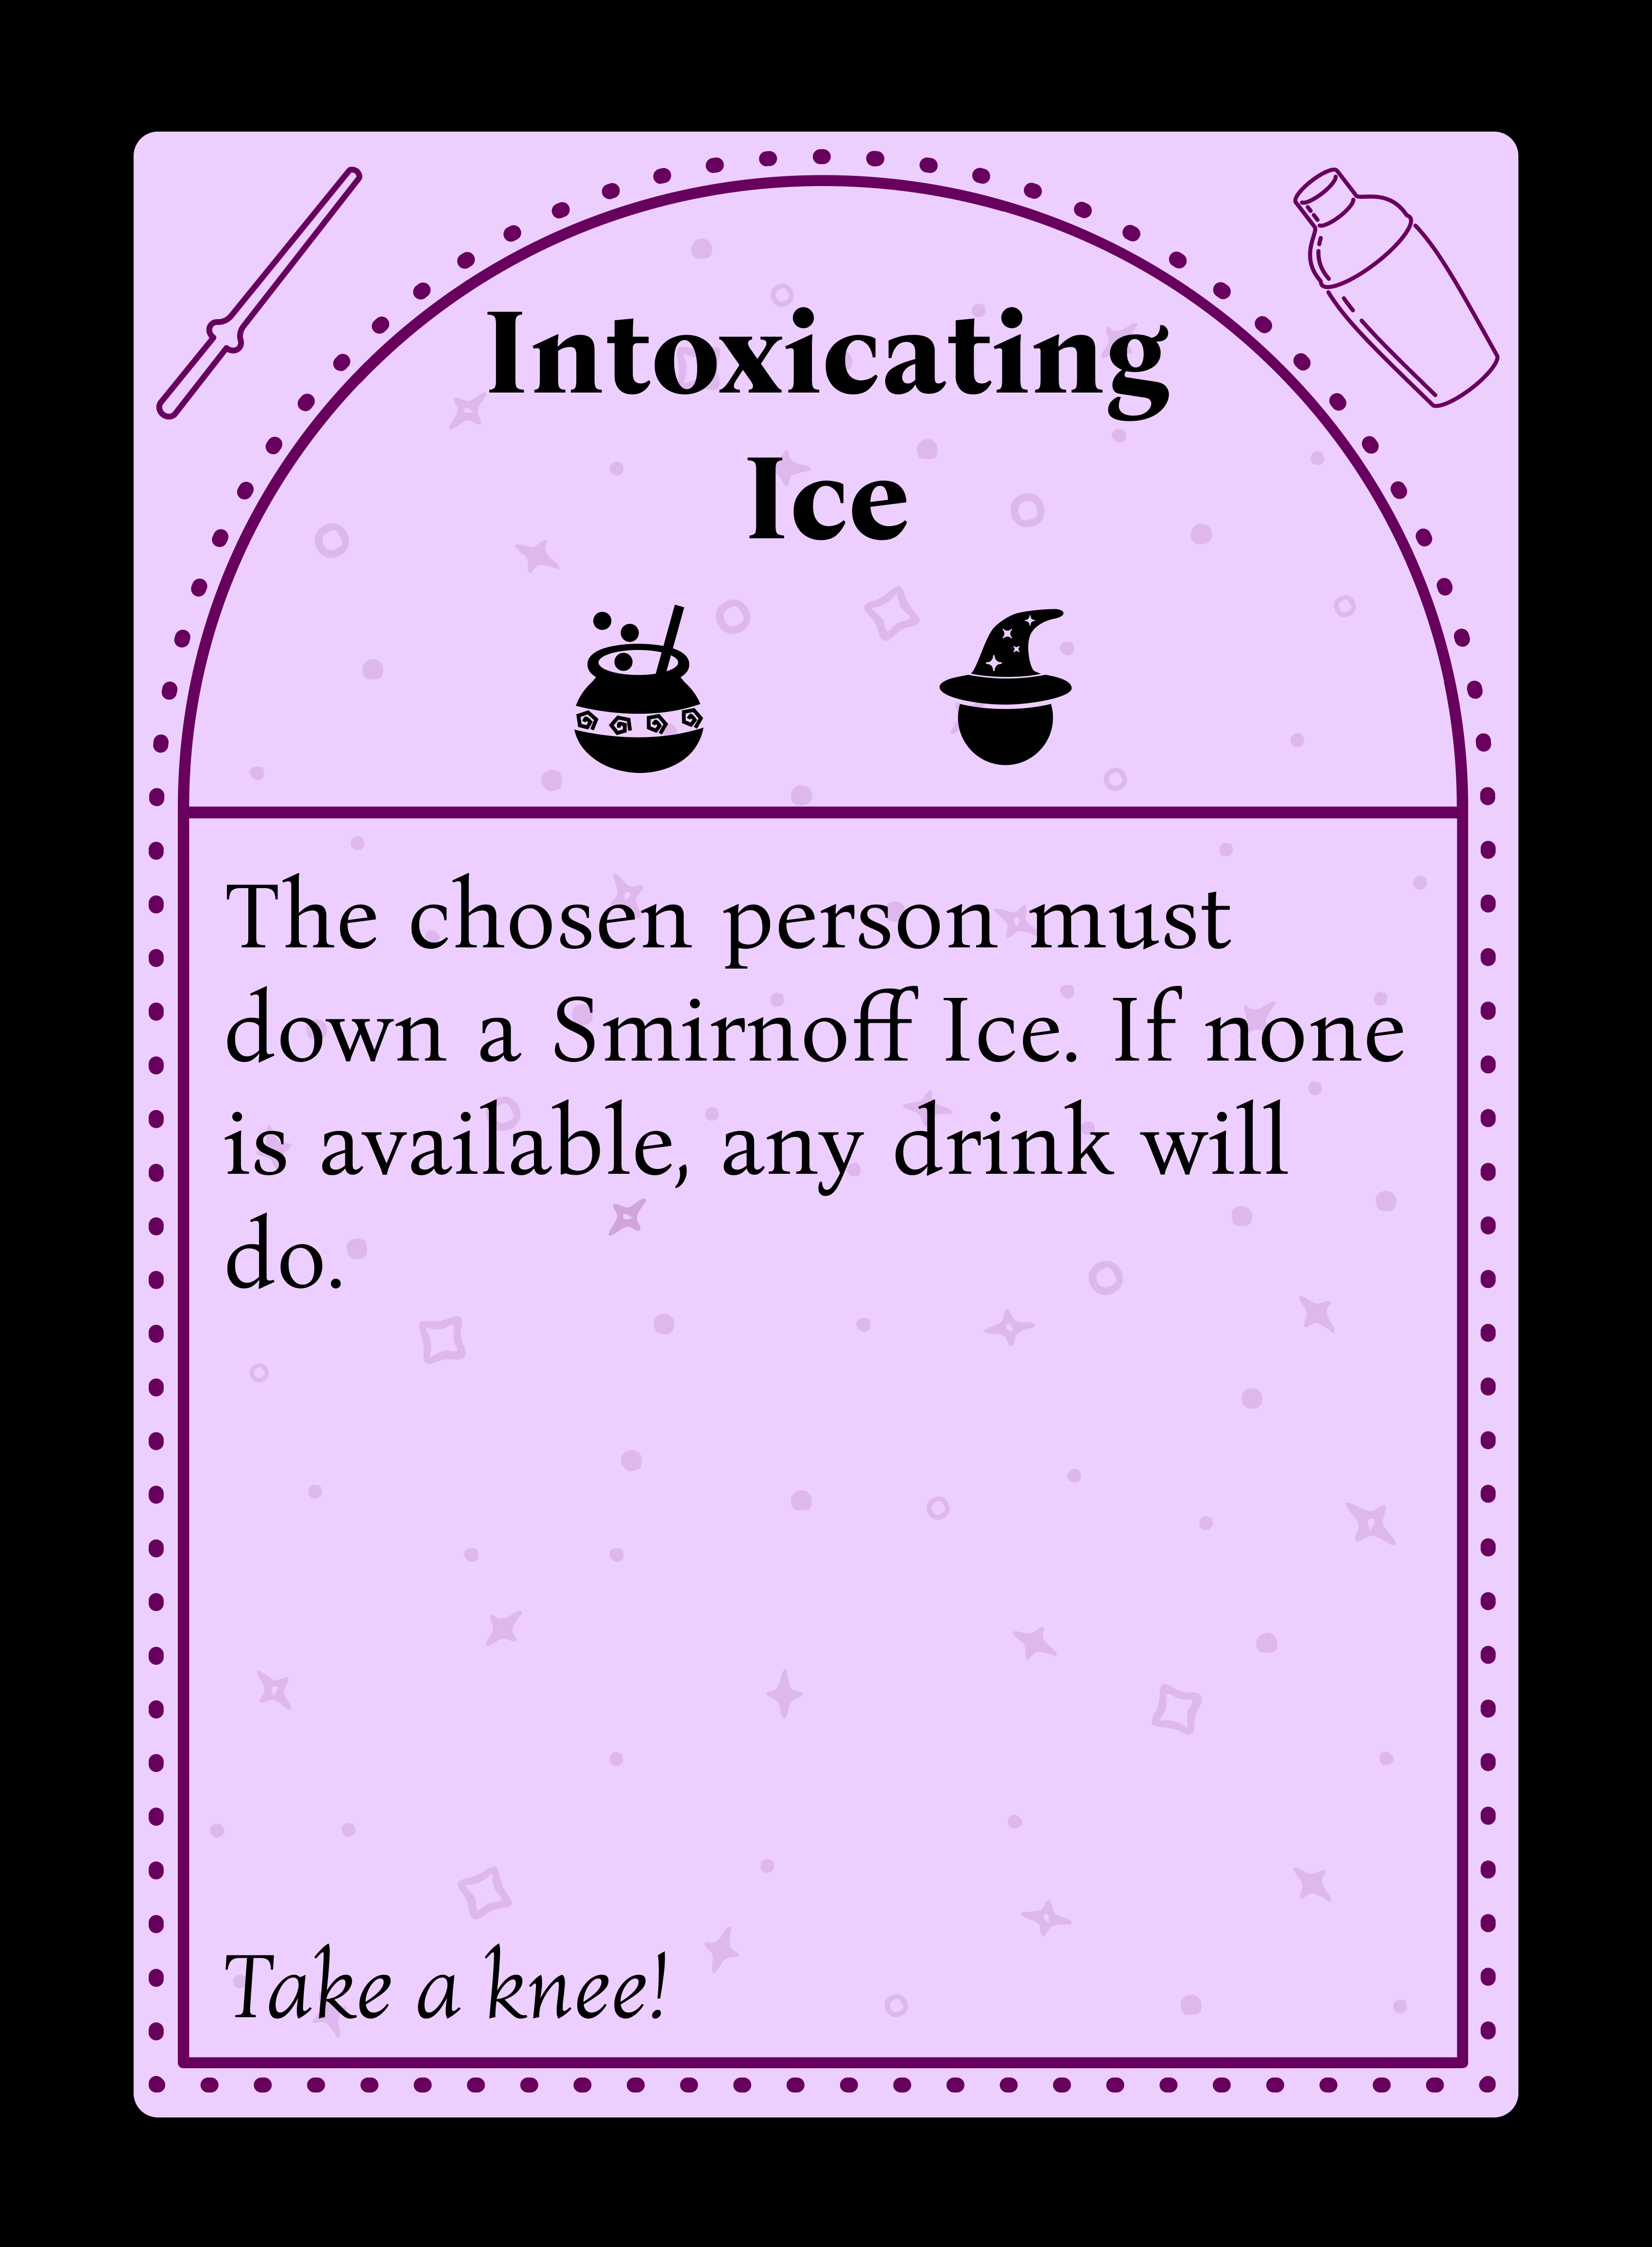 Intoxicating
Ice
The chosen person must
down a Smirnoff Ice. If none
is available, any drink will
do.
Take a knee!